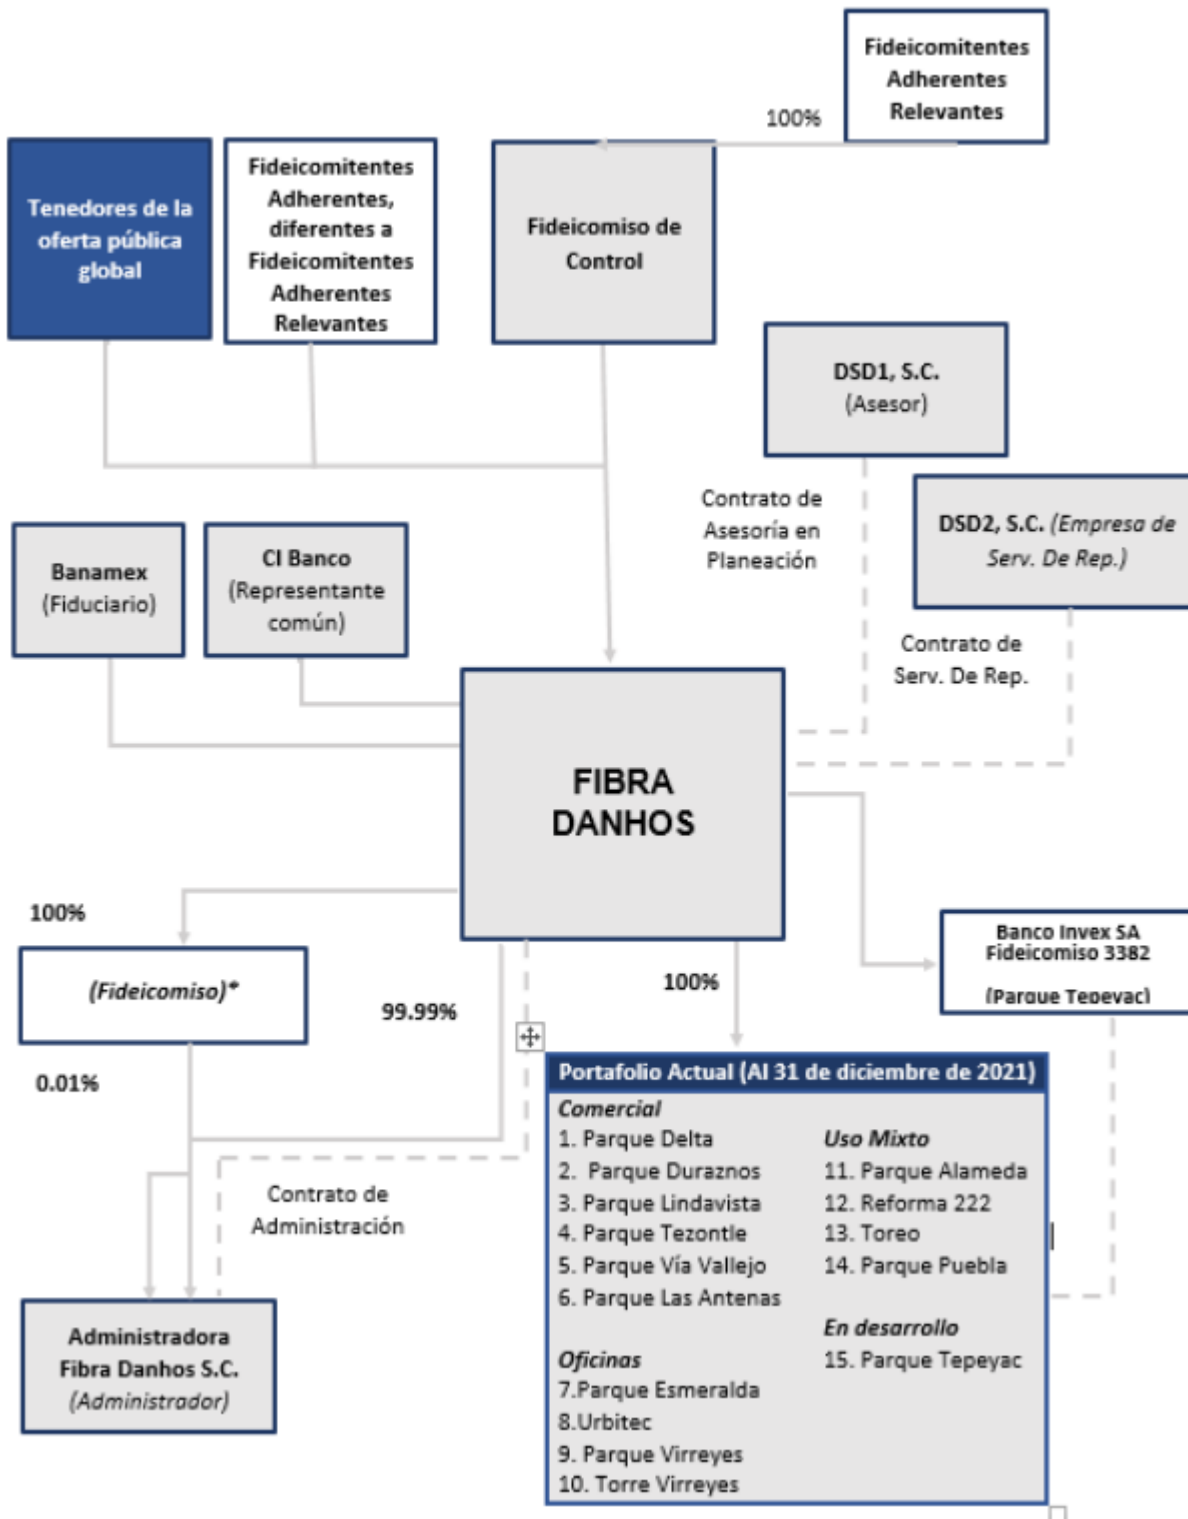 Fideicomitentes
Adherentes
Relevantes
100%
Tenedores de la
oferta pública
global
Fideicomitentes
Adherentes,
diferentes a
Fideicomitentes
Adherentes
Relevantes
Fideicomiso de
Control
DSD1, S.C.
(Asesor)
Contrato de
Asesoría en
Planeación
DSD2, S.C. (Empresa de
Serv. De Rep.)
Contrato de
Serv. De Rep.
Banamex
(Fiduciario)
CI Banco
(Representante
común)
FIBRA
DANHOS
100%
(Fideicomiso)*
0.01%
99.99%
100%
Banco Invex SA
Fideicomiso 3382
(Parque Tepeyac)
Contrato de
Administración
Administradora
Fibra Danhos S.C.
(Administrador)
Portafolio Actual (Al 31 de diciembre de 2021)
Comercial
1. Parque Delta
2. Parque Duraznos
3. Parque Lindavista
4. Parque Tezontle
5. Parque Vía Vallejo
6. Parque Las Antenas
Oficinas
7.Parque Esmeralda
8.Urbitec
9. Parque Virreyes
10. Torre Virreyes
Uso Mixto
11. Parque Alameda
12. Reforma 222
13. Toreo
14. Parque Puebla
En desarrollo
15. Parque Tepeyac